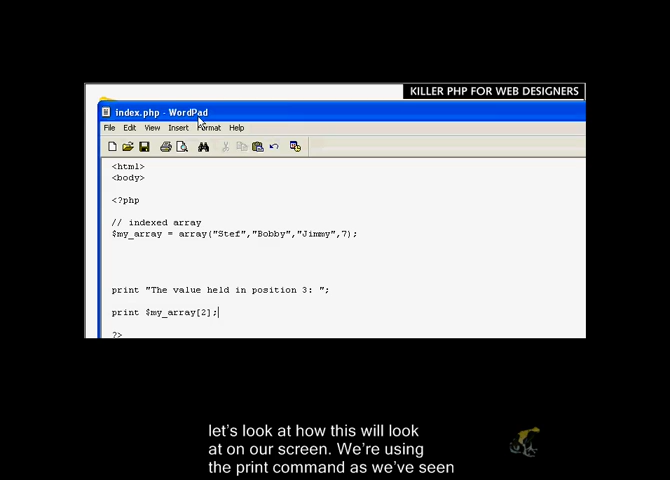 KILLER PHP FOR WEB DESIGNERS
index.php - WordPad
File Edit View Insert Format Help
<html>
<body>
<?php
// indexed array
$my_array = array("Stef","Bobby","Jimmy",7);
print "The value held in position 3: ";
print $my_array[2];
?>
let's look at how this will look
at on our screen. We're using
the print command as we've seen